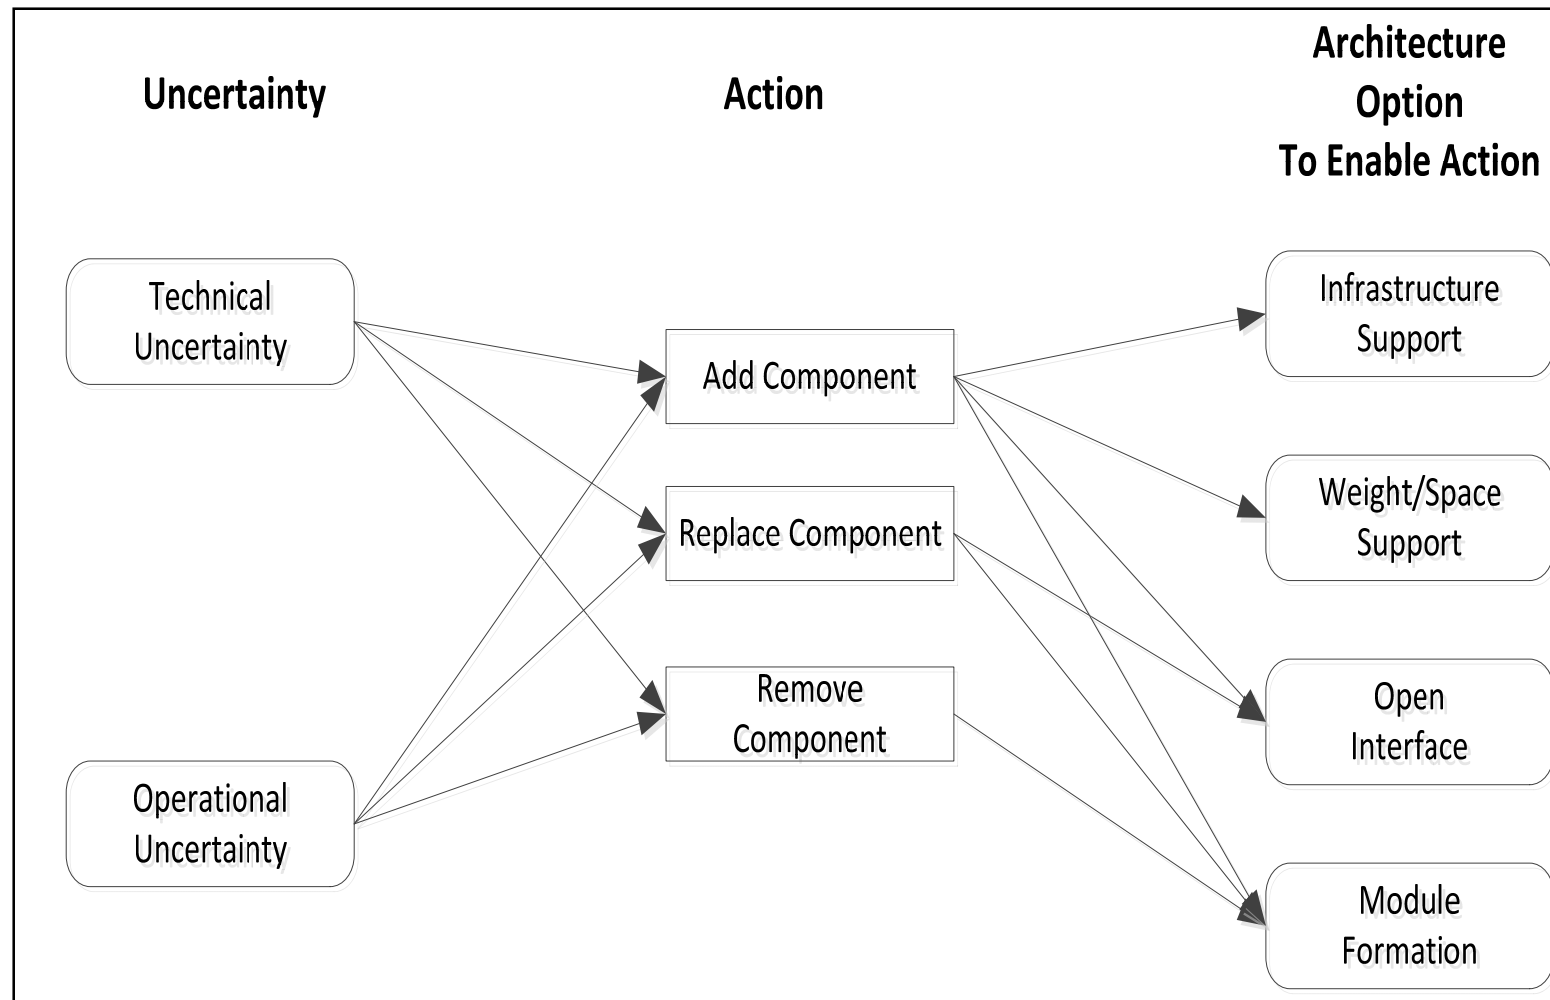 Uncertainty
Action
Architecture
Option
To Enable Action
Technical
Uncertainty
Operational
Uncertainty
Add Component
Replace Component
Remove
Component
Infrastructure
Support
Weight/Space
Support
Open
Interface
Module
Formation